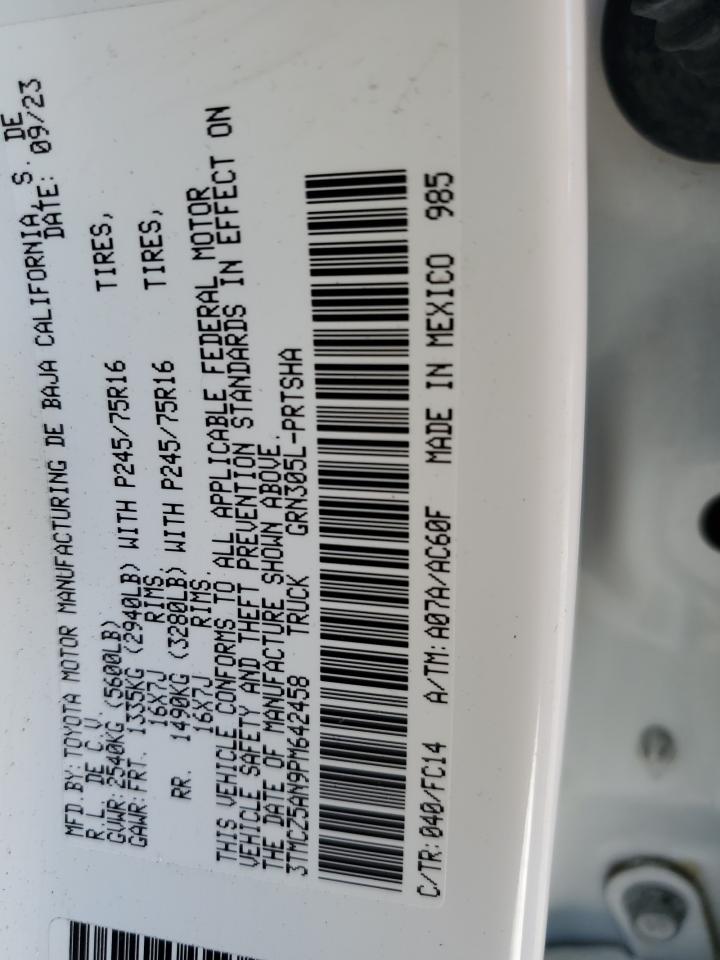 MFD.BY:TOYOTA MOTOR MANUFACTURING DE BAJA CALIFORNIA, S. DE
R.L. DE C.V. DATE: 09/23
GVWR:2540KG (5600LB)
GAWR:FRT. 1335KG (2940LB) WITH P245/75R16 TIRES,
16X7J RIMS.
RR. 1490KG (3280LB) WITH P245/75R16 TIRES,
16X7J RIMS.
THIS VEHICLE CONFORMS TO ALL APPLICABLE FEDERAL MOTOR
VEHICLE SAFETY AND THEFT PREVENTION STANDARDS IN EFFECT ON
THE DATE OF MANUFACTURE SHOWN ABOVE.
3TMCZ5AN9PM642458 TRUCK GRN305L-PRTSHA
C/TR:040/FC14 A/TM:A07A/AC60F MADE IN MEXICO 985